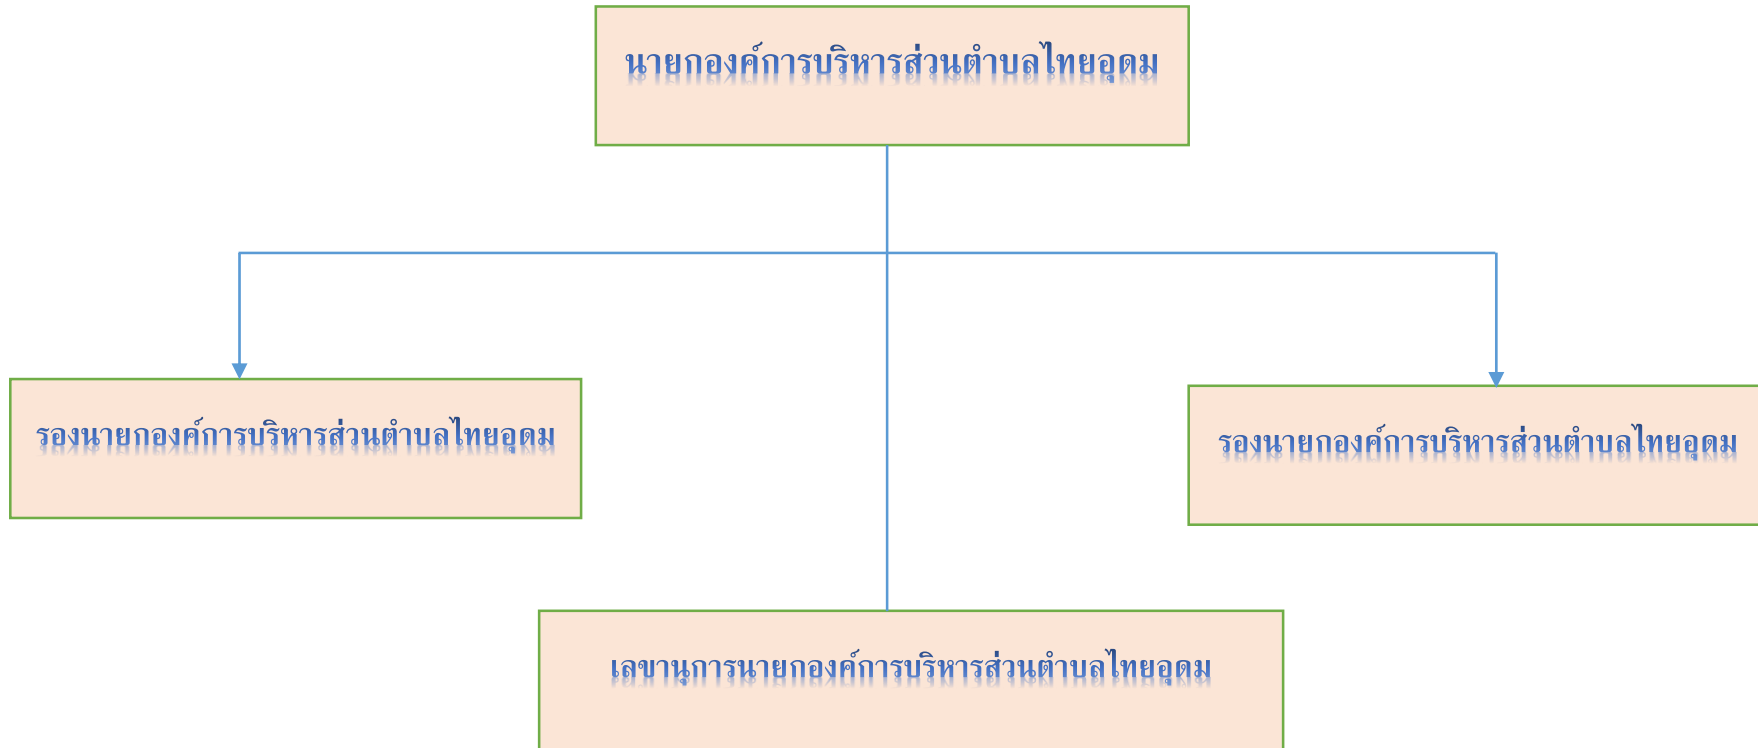 นายกองค์การบริหารส่วนตำบลไทยอุดม
รองนายกองค์การบริหารส่วนตำบลไทยอุดม
รองนายกองค์การบริหารส่วนตำบลไทยอุดม
เลขานุการนายกองค์การบริหารส่วนตำบลไทยอุดม